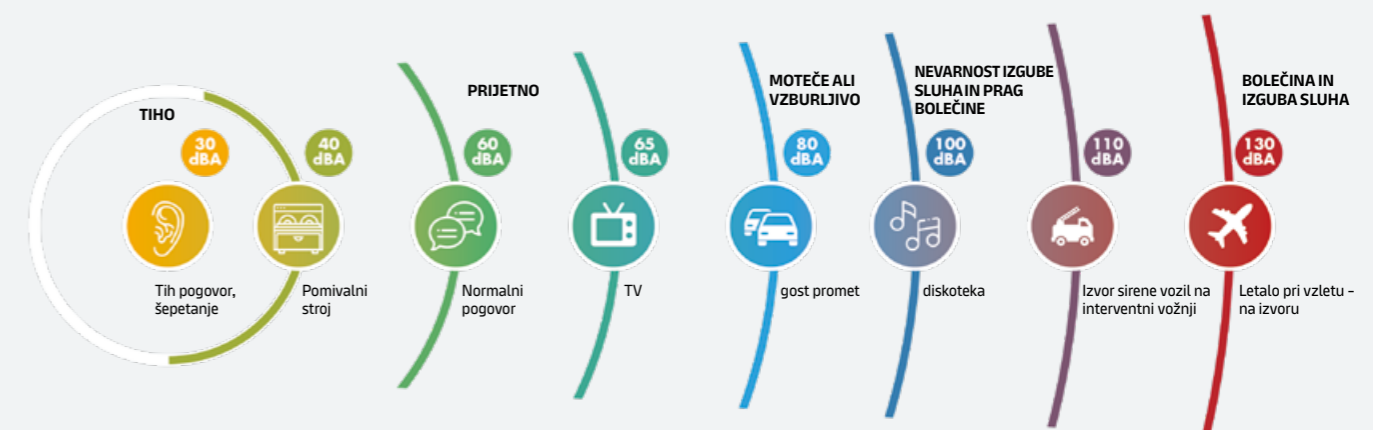 TIHO
30
dBA
Tih pogovor,
šepetanje
40
dBA
Pomivalni
stroj
PRIJETNO
60
dBA
Normalni
pogovor
65
dBA
TV
MOTEČE ALI
VZBURLJIVO
80
dBA
gost promet
NEVARNOST IZGUBE
SLUHA IN PRAG
BOLEČINE
100
dBA
diskoteka
110
dBA
Izvor sirene vozil na
interventni vožnji
BOLEČINA IN
IZGUBA SLUHA
130
dBA
Letalo pri vzletu –
na izvoru